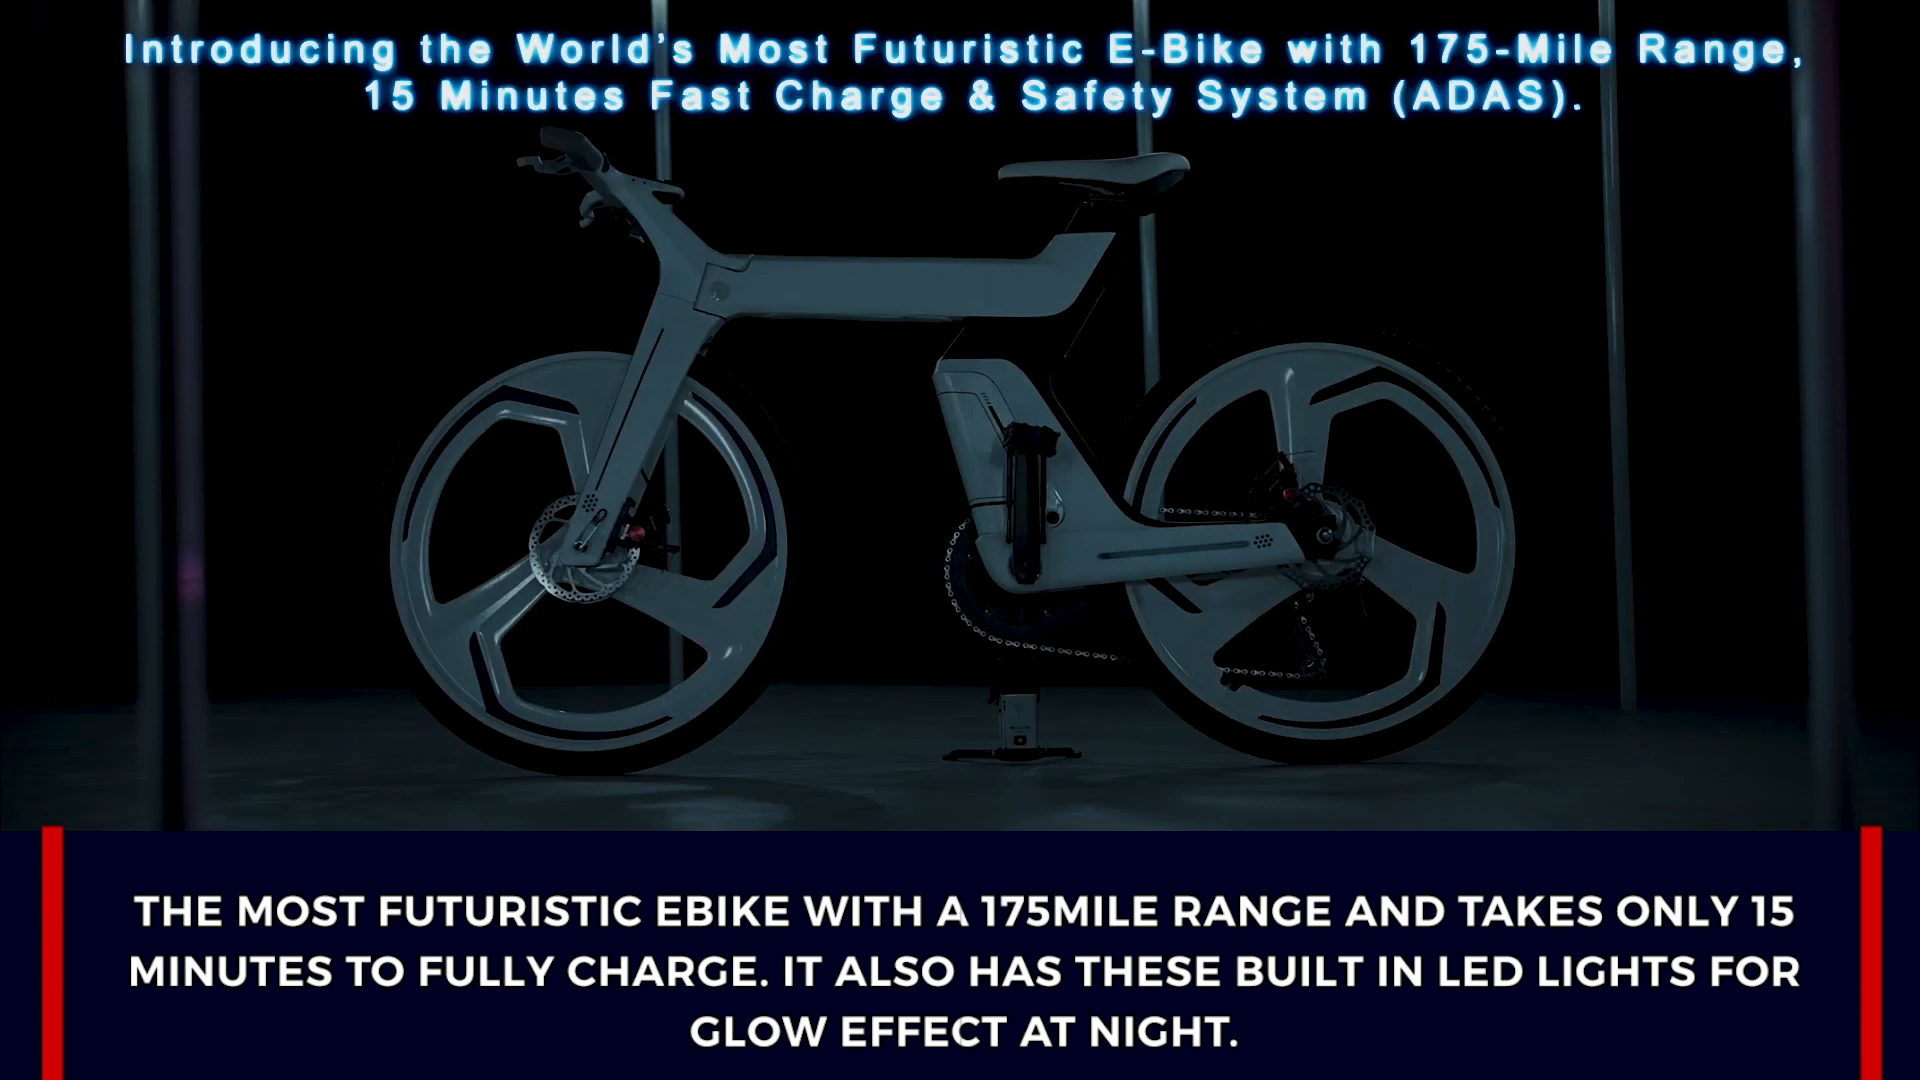 Introducing the World's Most Futuristic E-Bike with 175-Mile Range,
15 Minutes Fast Charge & Safety System (ADAS).
THE MOST FUTURISTIC EBIKE WITH A 175MILE RANGE AND TAKES ONLY 15
MINUTES TO FULLY CHARGE. IT ALSO HAS THESE BUILT IN LED LIGHTS FOR
GLOW EFFECT AT NIGHT.